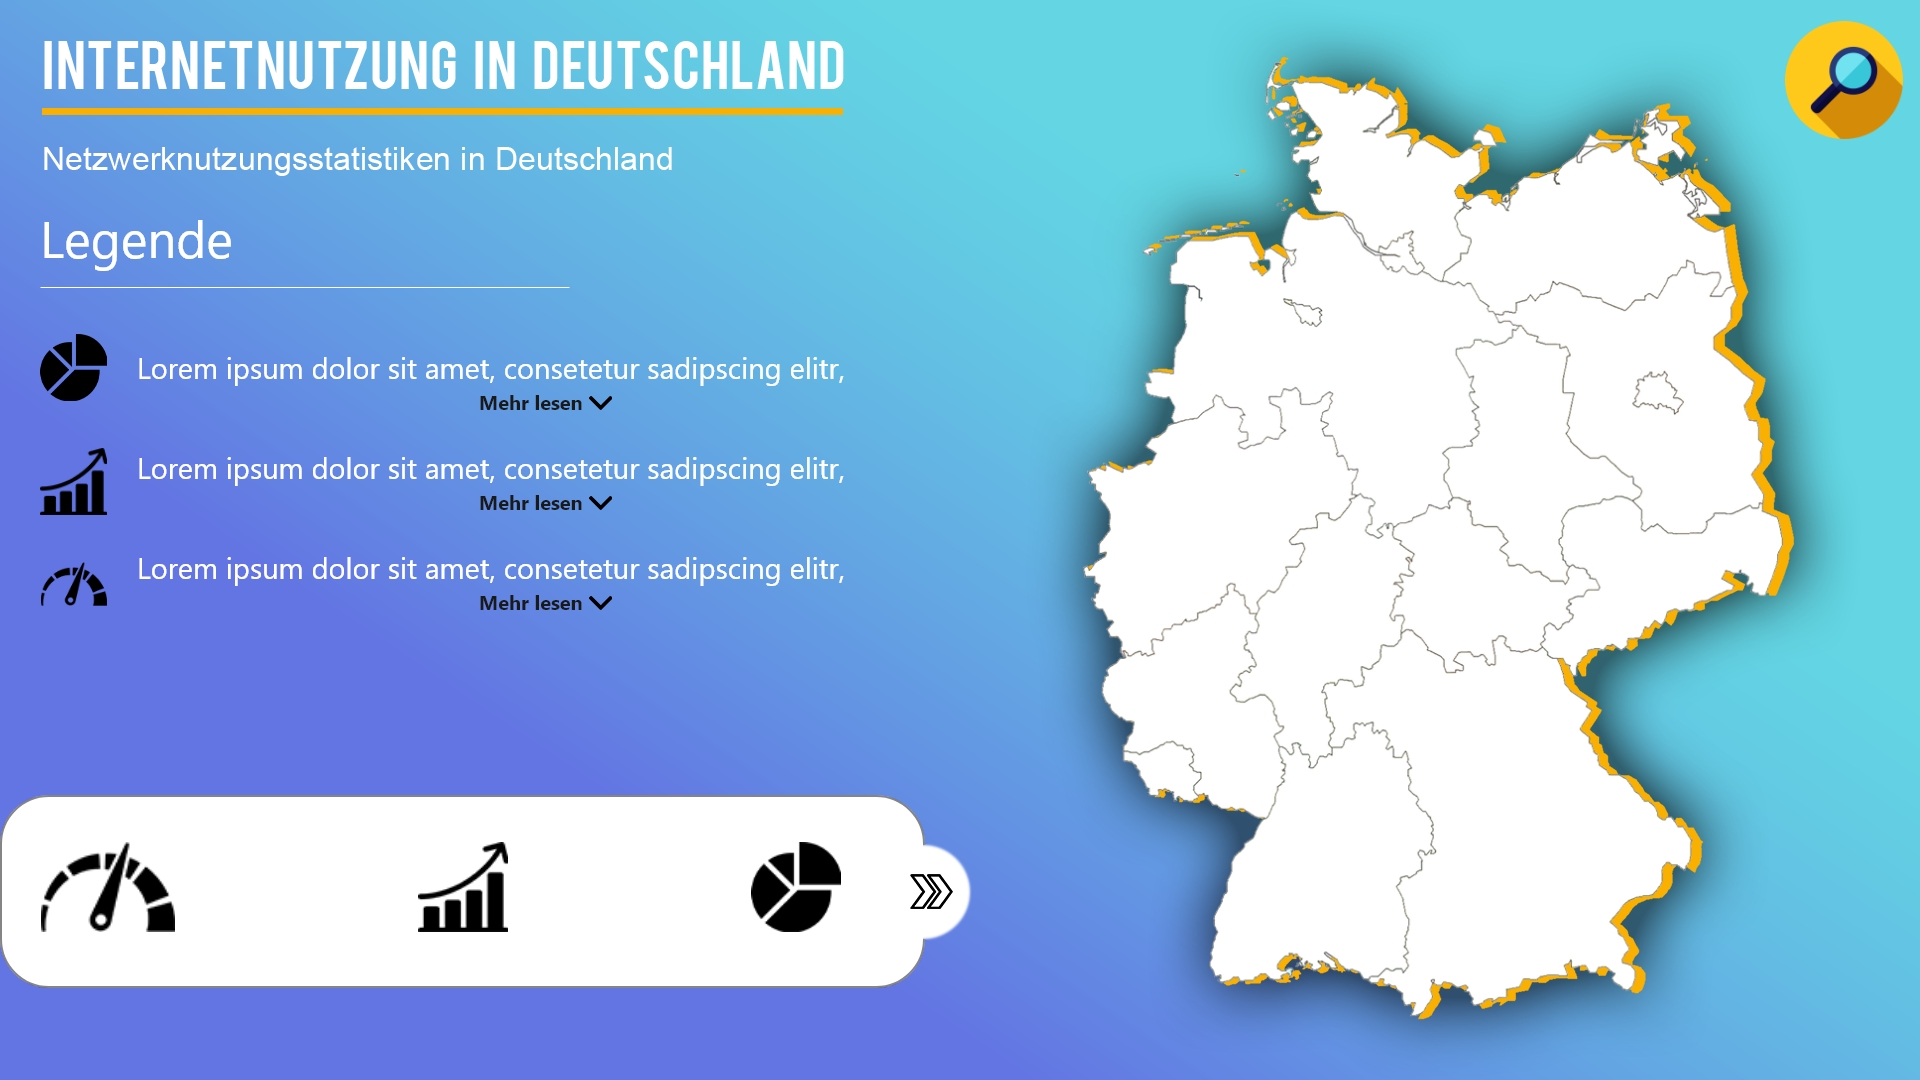 INTERNETNUTZUNG IN DEUTSCHLAND
Netzwerknutzungsstatistiken in Deutschland
Legende
Lorem ipsum dolor sit amet, consetetur sadipscing elitr,
Mehr lesen
Lorem ipsum dolor sit amet, consetetur sadipscing elitr,
Mehr lesen
Lorem ipsum dolor sit amet, consetetur sadipscing elitr,
Mehr lesen